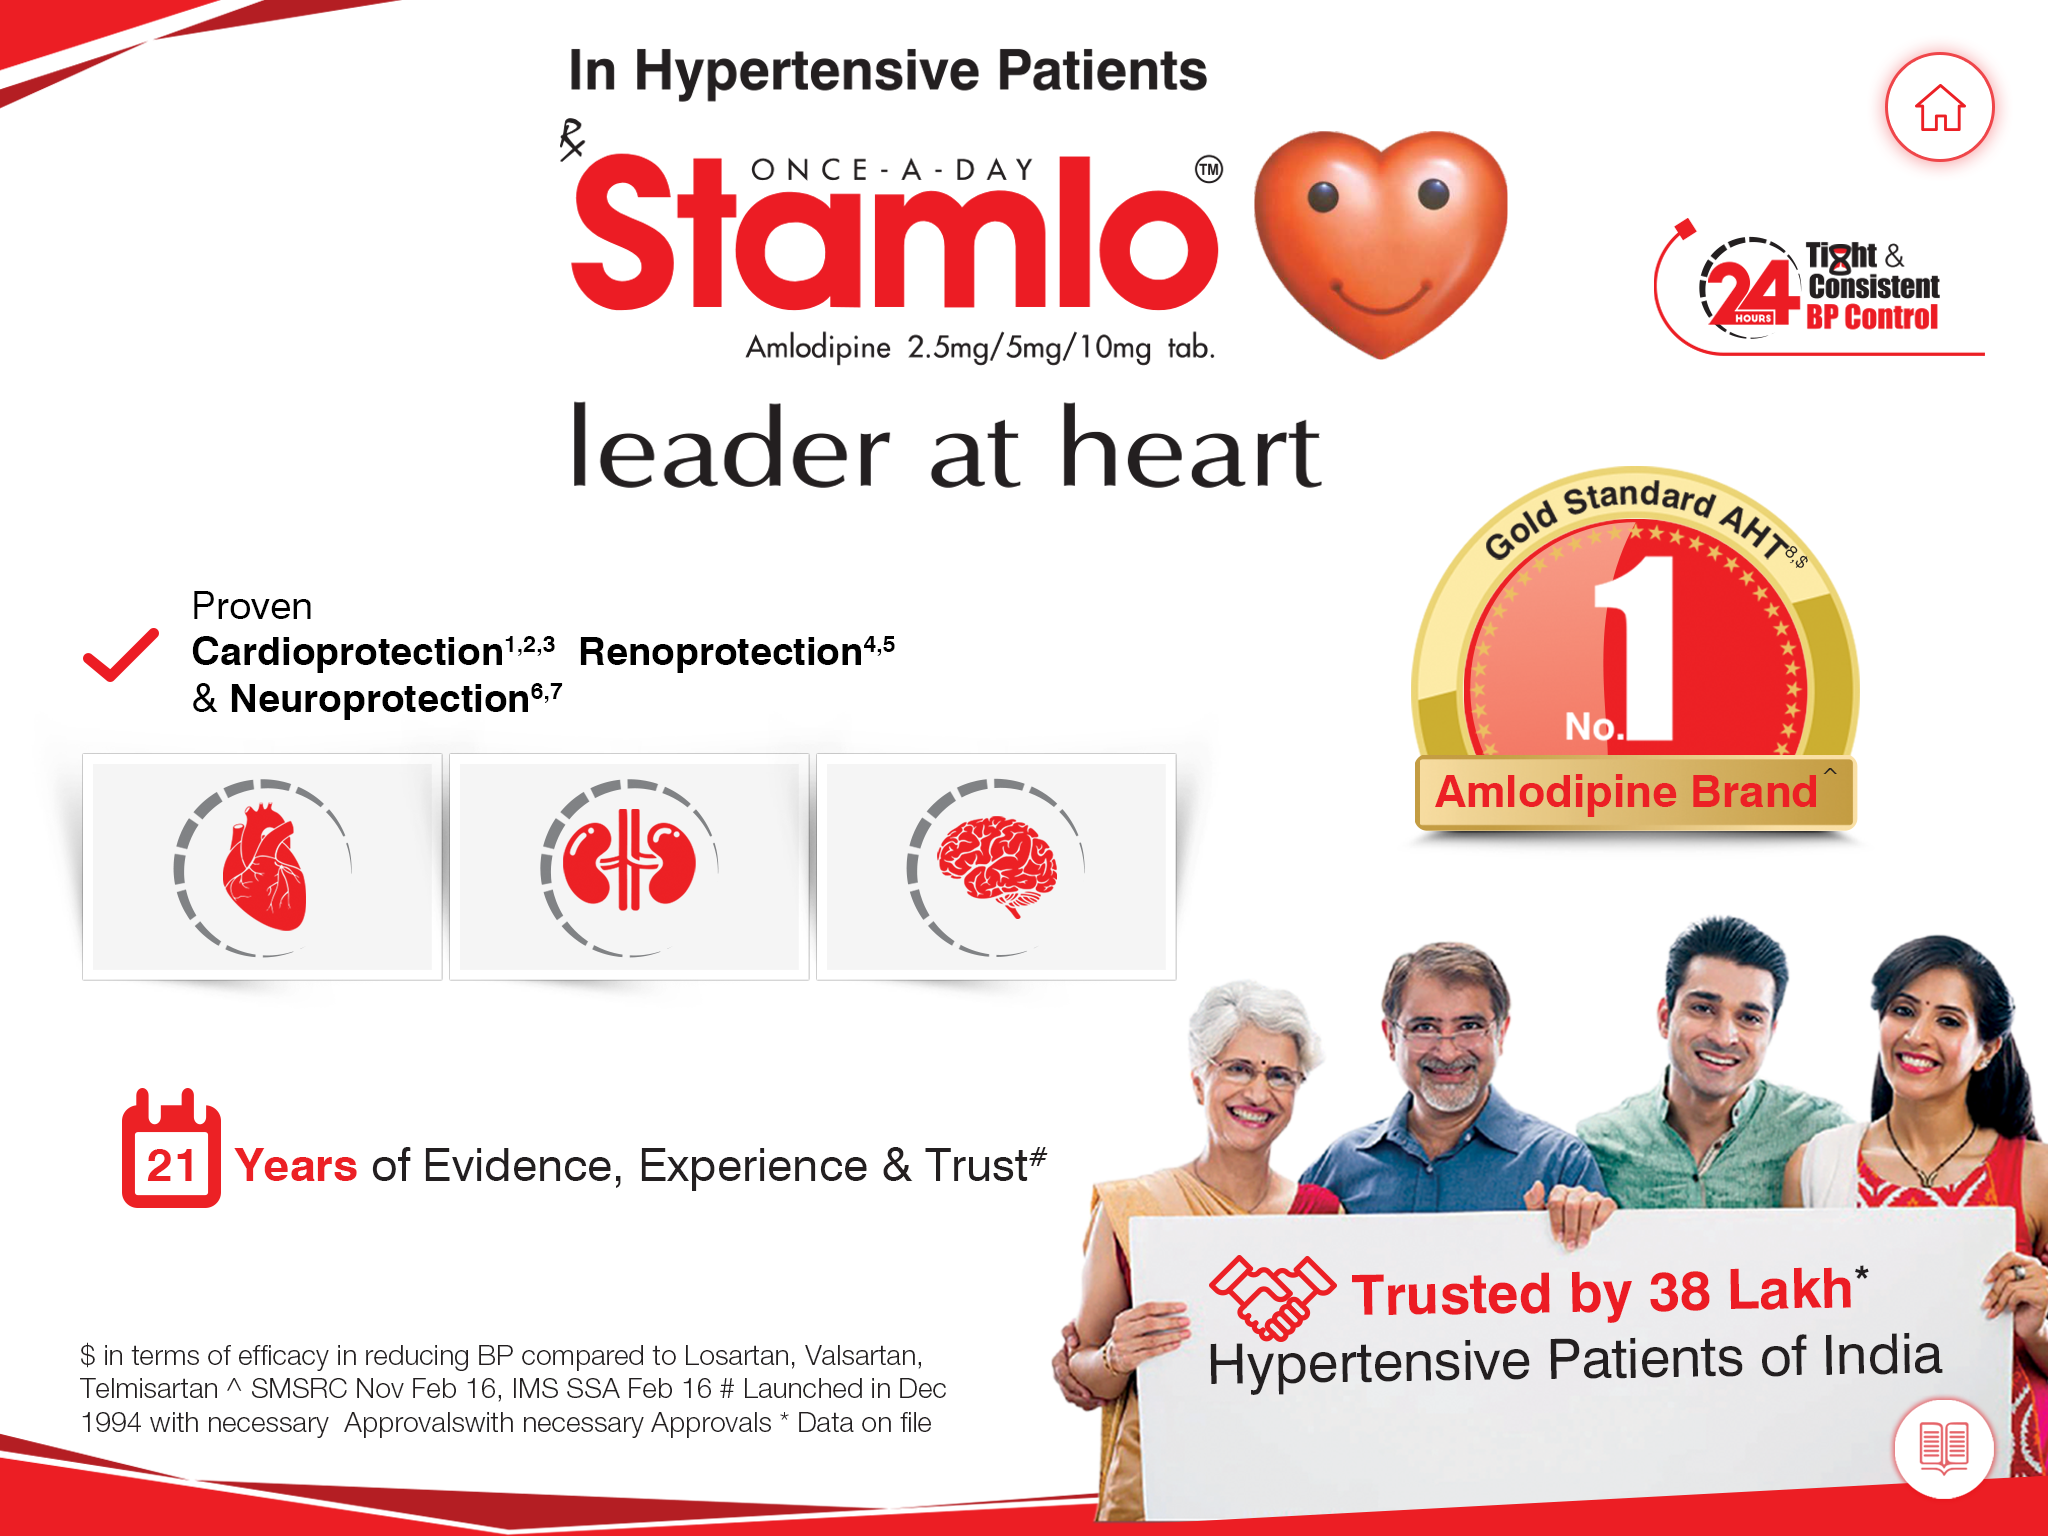 In Hypertensive Patients
℞
ONCE-A-DAY
Stamlo™
Amlodipine 2.5mg/5mg/10mg tab.
leader at heart
24 HOURS
Tight &
Consistent
BP Control
Gold Standard AHT8,$
No.1
Amlodipine Brand^
Proven
Cardioprotection1,2,3 Renoprotection4,5
& Neuroprotection6,7
21 Years of Evidence, Experience & Trust#
Trusted by 38 Lakh*
Hypertensive Patients of India
$ in terms of efficacy in reducing BP compared to Losartan, Valsartan,
Telmisartan ^ SMSRC Nov Feb 16, IMS SSA Feb 16 # Launched in Dec
1994 with necessary Approvalswith necessary Approvals * Data on file